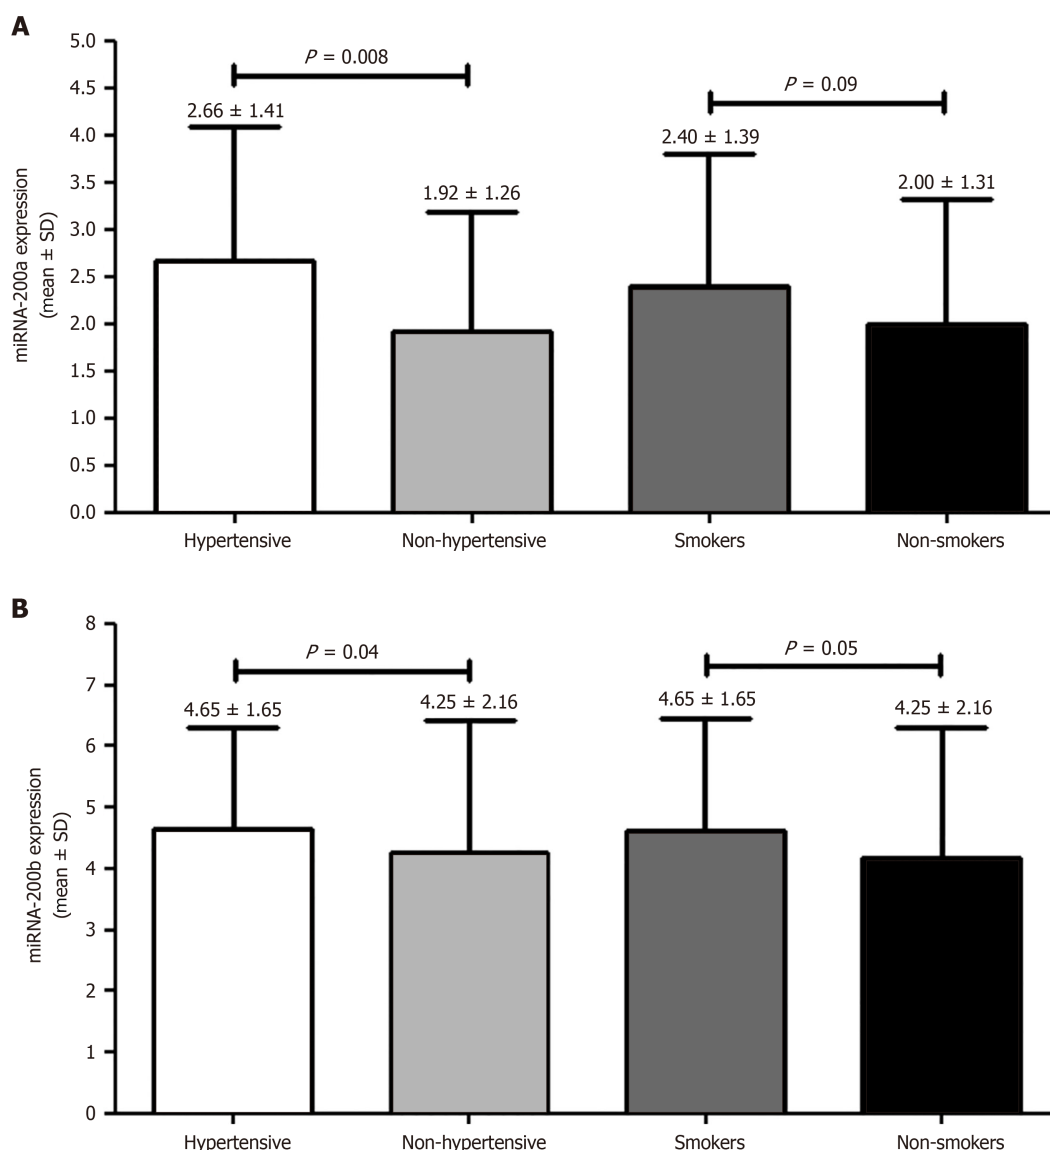 A
5.0
4.5
4.0
3.5
3.0
2.5
2.0
1.5
1.0
0.5
0.0
miRNA-200a expression
(mean ± SD)
P = 0.008
P = 0.09
2.66 ± 1.41
1.92 ± 1.26
2.40 ± 1.39
2.00 ± 1.31
Hypertensive
Non-hypertensive
Smokers
Non-smokers
B
8
7
6
5
4
3
2
1
0
miRNA-200b expression
(mean ± SD)
P = 0.04
P = 0.05
4.65 ± 1.65
4.25 ± 2.16
4.65 ± 1.65
4.25 ± 2.16
Hypertensive
Non-hypertensive
Smokers
Non-smokers